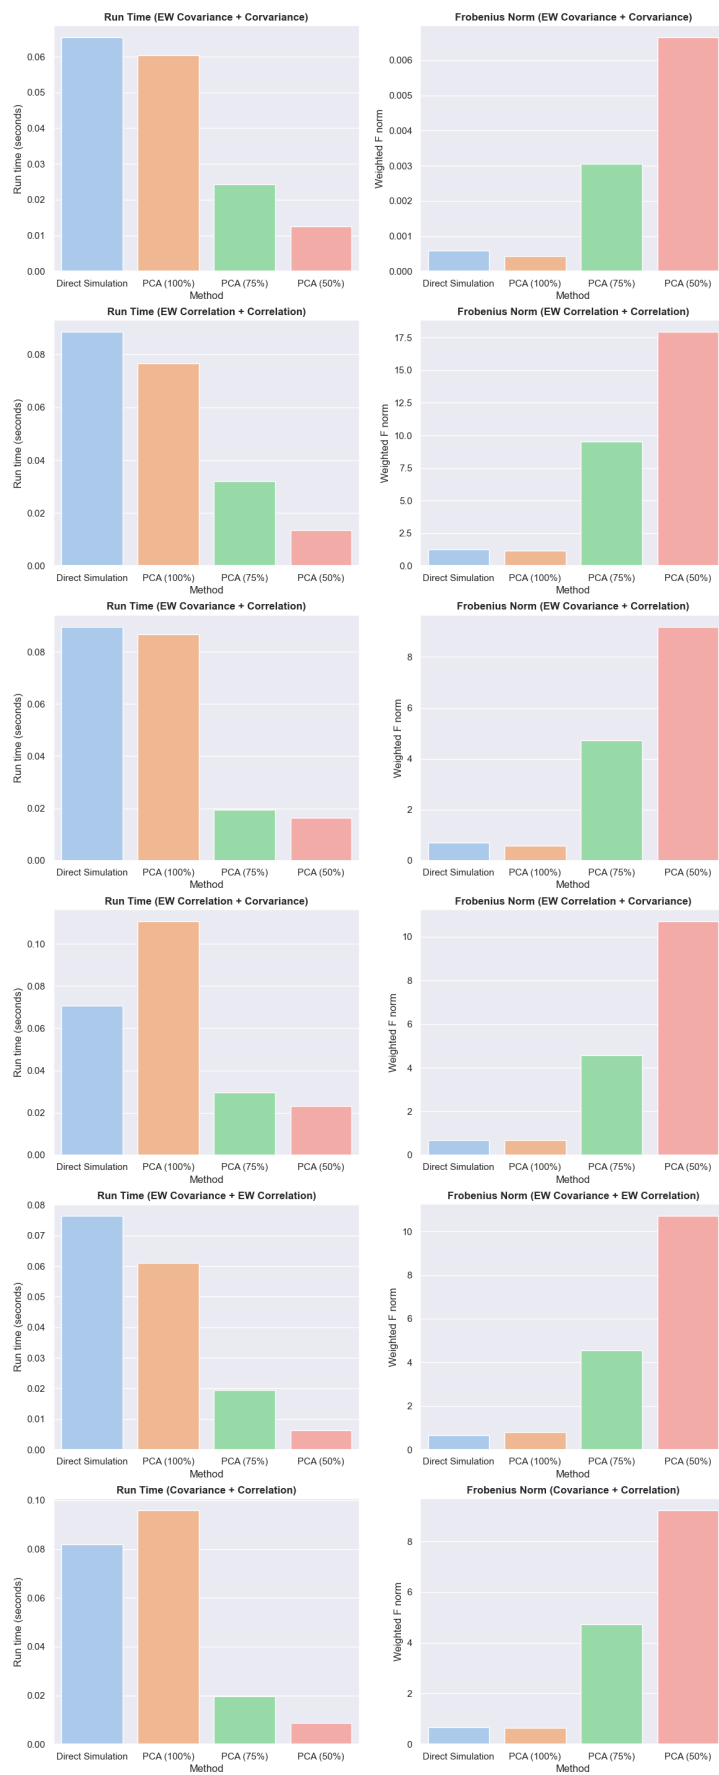 Run Time (EW Covariance + Corvariance)
Run time (seconds)
0.06
0.05
0.04
0.03
0.02
0.01
0.00
Direct Simulation PCA (100%) PCA (75%) PCA (50%)
Method
Frobenius Norm (EW Covariance + Corvariance)
Weighted F norm
0.006
0.005
0.004
0.003
0.002
0.001
0.000
Direct Simulation PCA (100%) PCA (75%) PCA (50%)
Method
Run Time (EW Correlation + Correlation)
Run time (seconds)
0.08
0.06
0.04
0.02
0.00
Direct Simulation PCA (100%) PCA (75%) PCA (50%)
Method
Frobenius Norm (EW Correlation + Correlation)
Weighted F norm
17.5
15.0
12.5
10.0
7.5
5.0
2.5
0.0
Direct Simulation PCA (100%) PCA (75%) PCA (50%)
Method
Run Time (EW Covariance + Correlation)
Run time (seconds)
0.08
0.06
0.04
0.02
0.00
Direct Simulation PCA (100%) PCA (75%) PCA (50%)
Method
Frobenius Norm (EW Covariance + Correlation)
Weighted F norm
8
6
4
2
0
Direct Simulation PCA (100%) PCA (75%) PCA (50%)
Method
Run Time (EW Correlation + Corvariance)
Run time (seconds)
0.10
0.08
0.06
0.04
0.02
0.00
Direct Simulation PCA (100%) PCA (75%) PCA (50%)
Method
Frobenius Norm (EW Correlation + Corvariance)
Weighted F norm
10
8
6
4
2
0
Direct Simulation PCA (100%) PCA (75%) PCA (50%)
Method
Run Time (EW Covariance + EW Correlation)
Run time (seconds)
0.08
0.07
0.06
0.05
0.04
0.03
0.02
0.01
0.00
Direct Simulation PCA (100%) PCA (75%) PCA (50%)
Method
Frobenius Norm (EW Covariance + EW Correlation)
Weighted F norm
10
8
6
4
2
0
Direct Simulation PCA (100%) PCA (75%) PCA (50%)
Method
Run Time (Covariance + Correlation)
Run time (seconds)
0.10
0.08
0.06
0.04
0.02
0.00
Direct Simulation PCA (100%) PCA (75%) PCA (50%)
Method
Frobenius Norm (Covariance + Correlation)
Weighted F norm
8
6
4
2
0
Direct Simulation PCA (100%) PCA (75%) PCA (50%)
Method